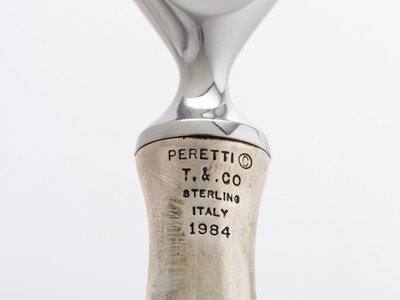 PERETTI ©
T. & . CO
STERLING
ITALY
1984